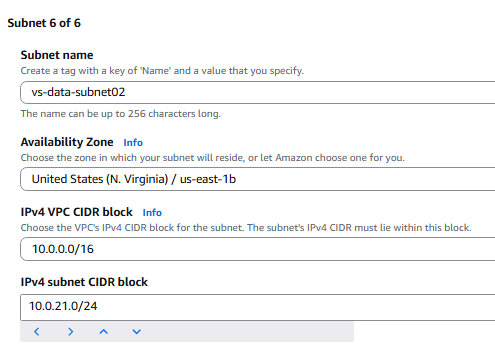 Subnet 6 of 6
Subnet name
Create a tag with a key of 'Name' and a value that you specify.
vs-data-subnet02
The name can be up to 256 characters long.
Availability Zone Info
Choose the zone in which your subnet will reside, or let Amazon choose one for you.
United States (N. Virginia) / us-east-1b
IPv4 VPC CIDR block Info
Choose the VPC's IPv4 CIDR block for the subnet. The subnet's IPv4 CIDR must lie within this block.
10.0.0.0/16
IPv4 subnet CIDR block
10.0.21.0/24